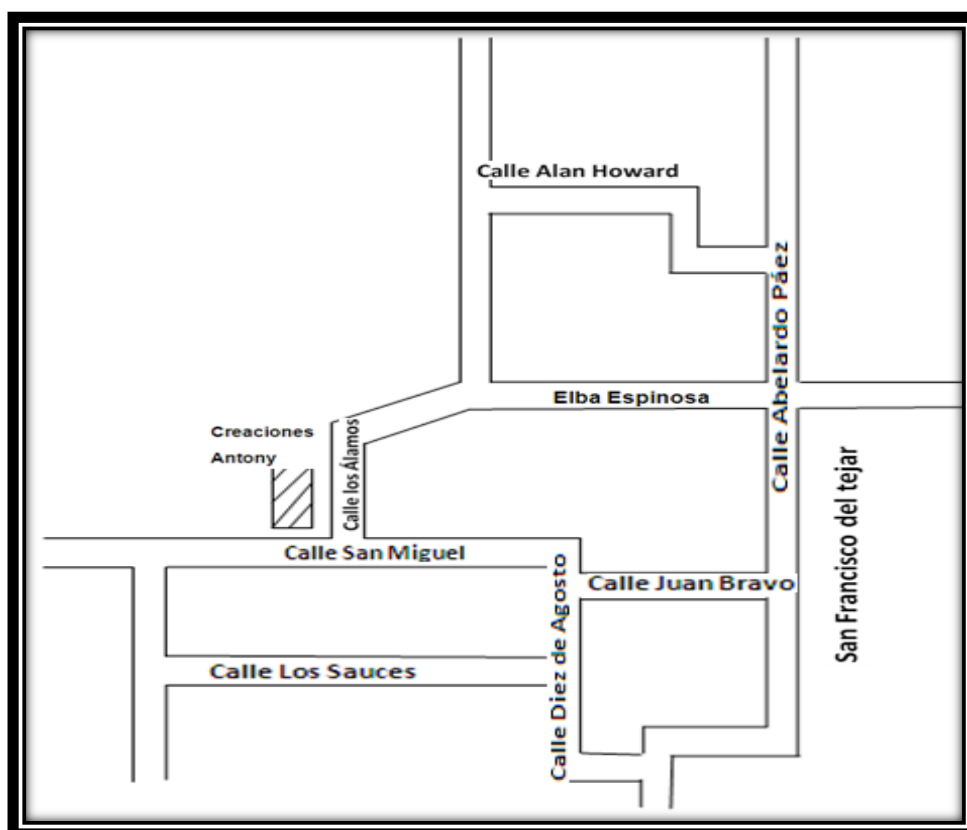 Calle Alan Howard
Calle Abelardo Páez
Elba Espinosa
Creaciones
Antony
Calle los Álamos
San Francisco del tejar
Calle San Miguel
Calle Diez de Agosto
Calle Juan Bravo
Calle Los Sauces